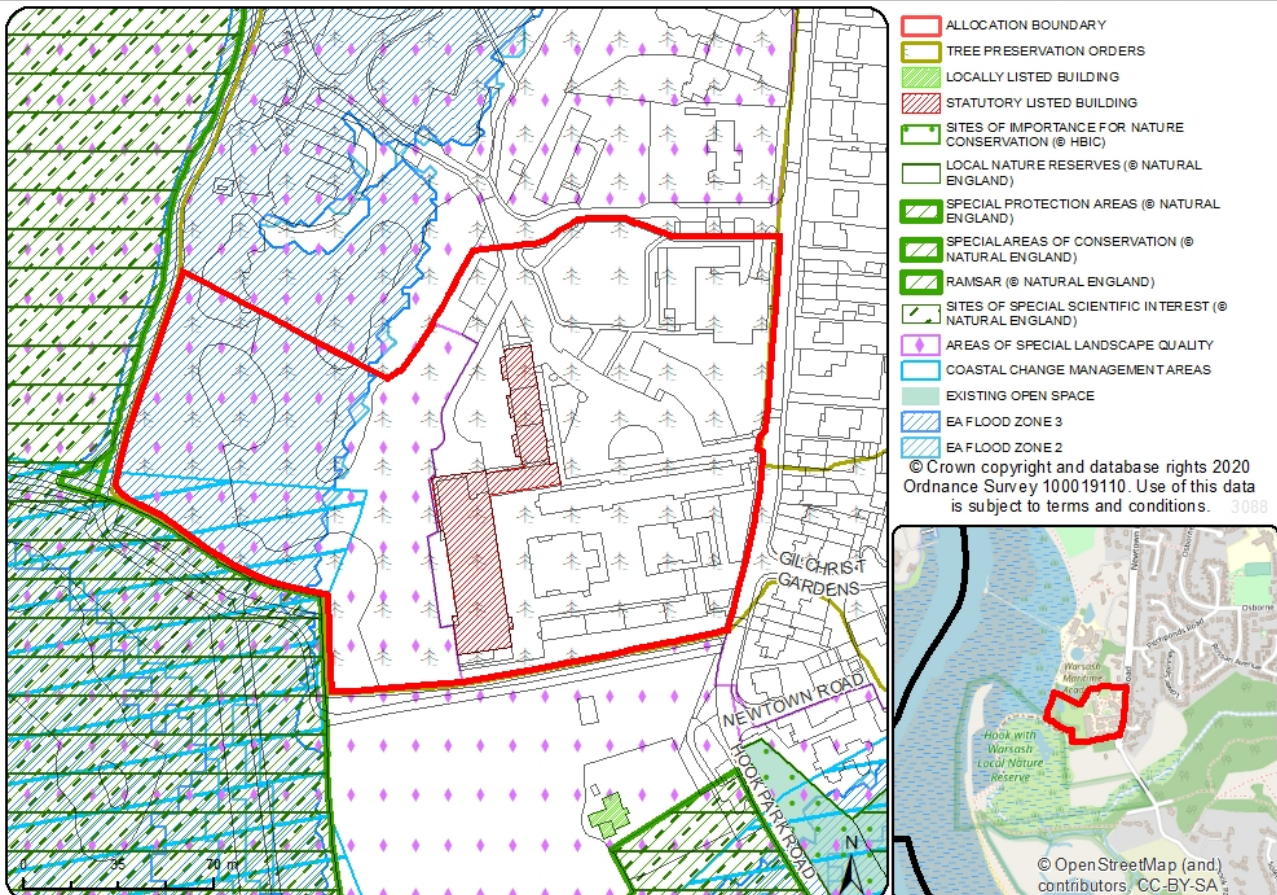 ALLOCATION BOUNDARY
TREE PRESERVATION ORDERS
LOCALLY LISTED BUILDING
STATUTORY LISTED BUILDING
SITES OF IMPORTANCE FOR NATURE
CONSERVATION (© HBIC)
LOCAL NATURE RESERVES (© NATURAL
ENGLAND)
SPECIAL PROTECTION AREAS (© NATURAL
ENGLAND)
SPECIAL AREAS OF CONSERVATION (©
NATURAL ENGLAND)
RAMSAR (© NATURAL ENGLAND)
SITES OF SPECIAL SCIENTIFIC INTEREST (©
NATURAL ENGLAND)
AREAS OF SPECIAL LANDSCAPE QUALITY
COASTAL CHANGE MANAGEMENT AREAS
EXISTING OPEN SPACE
EA FLOOD ZONE 3
EA FLOOD ZONE 2
© Crown copyright and database rights 2020
Ordnance Survey 100019110. Use of this data
is subject to terms and conditions. 3088
GILCHRIST
GARDENS
NEWTOWN ROAD
HOOK PARK ROAD
N
0 35 70 m
Newtown
Osborne
Osborne
Road
Warsash
Maritime
Hook with
Warsash
Local Nature
Reserve
© OpenStreetMap (and)
contributors, CC-BY-SA